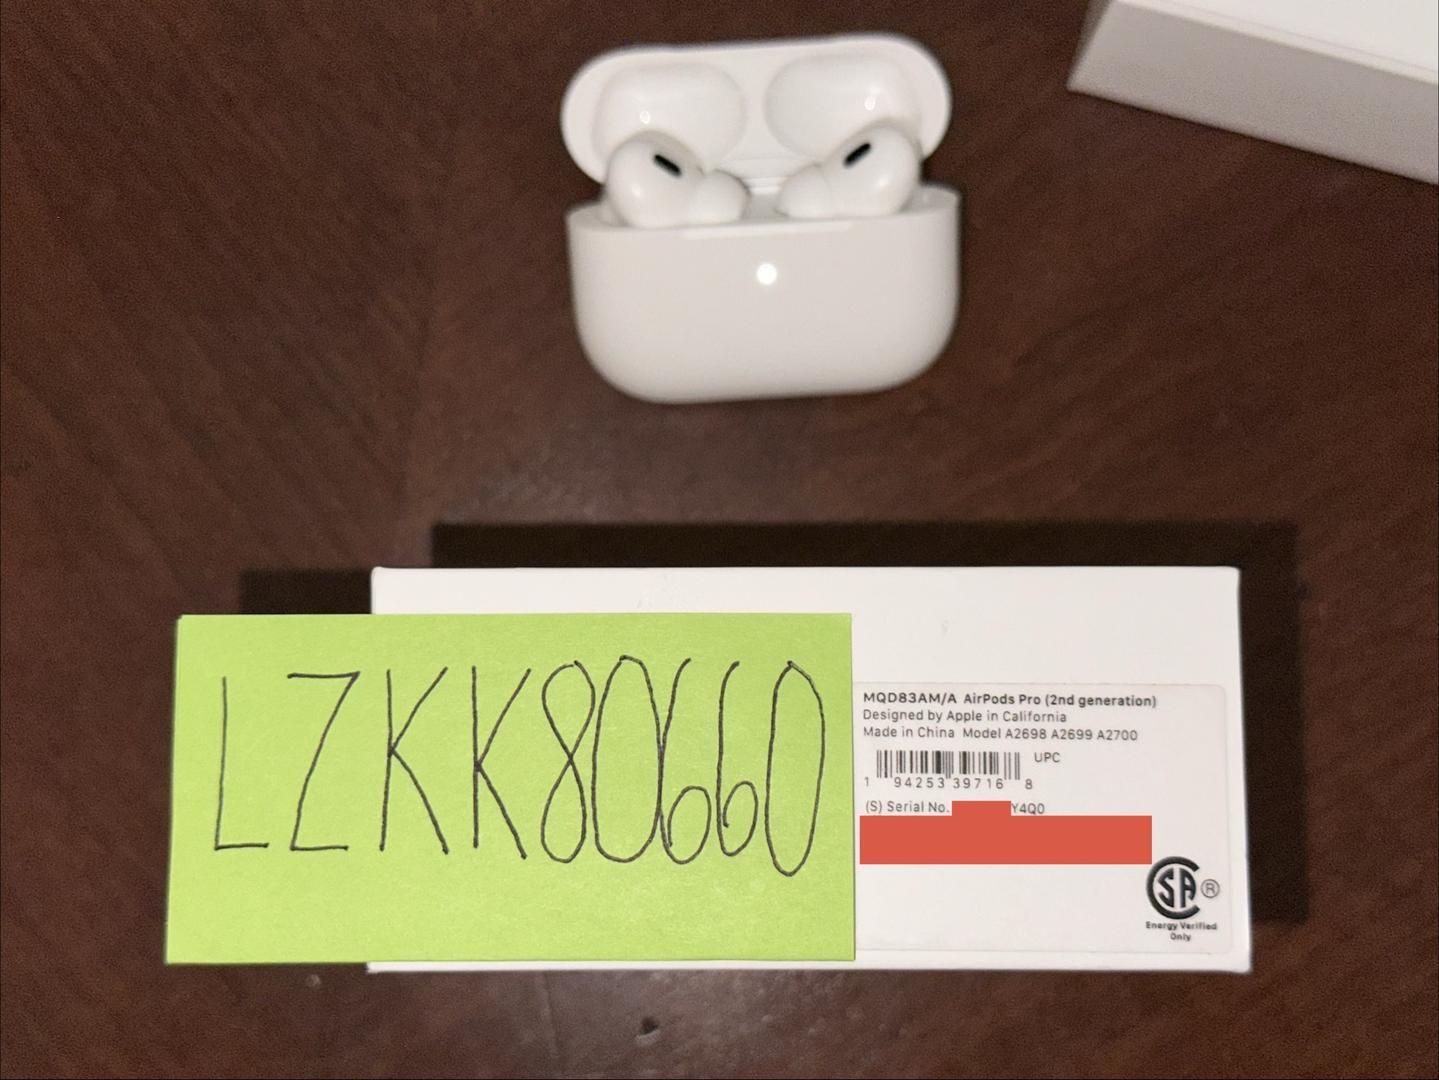 LZKK80660
MQD83AM/A AirPods Pro (2nd generation)
Designed by Apple in California
Made in China Model A2698 A2699 A2700
UPC
1 94253 39716 8
(S) Serial No. Y4Q0
SA ®
Energy Verified
Only